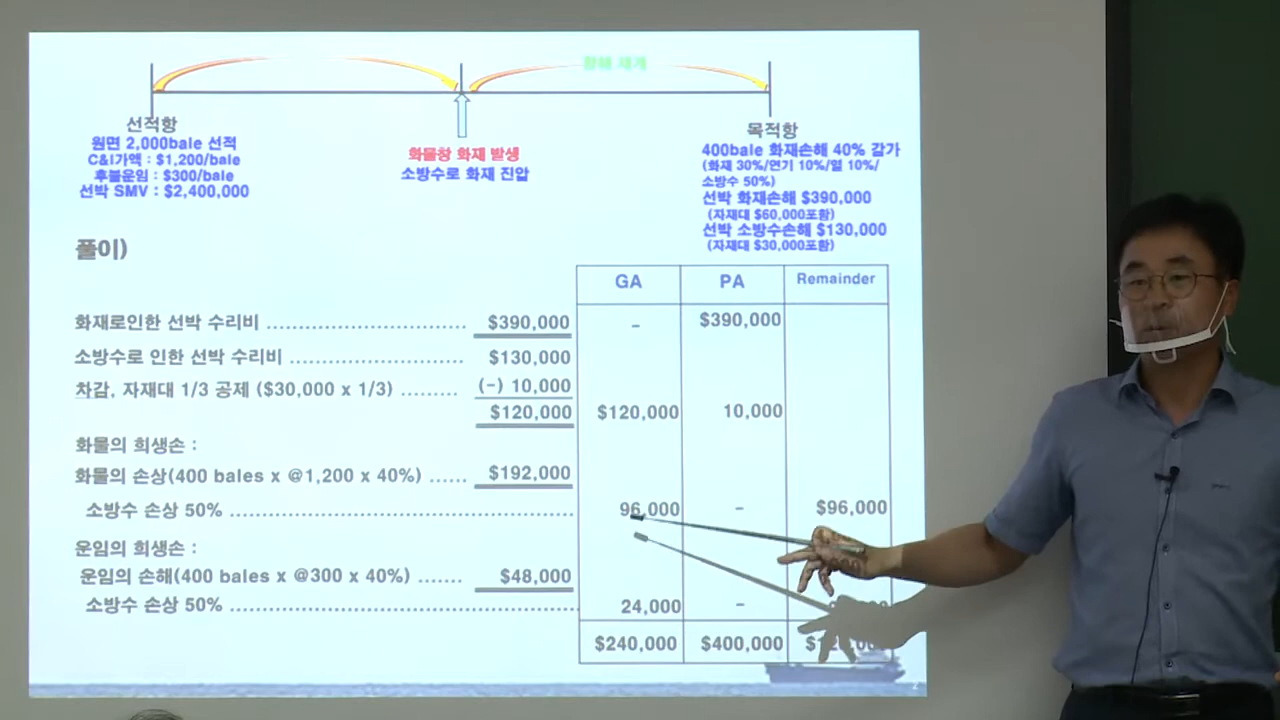 항해 재개
선적항
원면 2,000bale 선적
C&I가액 : $1,200/bale
후불운임 : $300/bale
선박 SMV : $2,400,000
화물창 화재 발생
소방수로 화재 진압
목적항
400bale 화재손해 40% 감가
(화재 30%/연기 10%/열 10%/
소방수 50%)
선박 화재손해 $390,000
(자재대 $60,000포함)
선박 소방수손해 $130,000
(자재대 $30,000포함)
풀이)
GA PA Remainder
화재로인한 선박 수리비 .................................... $390,000 – $390,000
소방수로 인한 선박 수리비 ............................... $130,000
차감, 자재대 1/3 공제 ($30,000 x 1/3) ......... (-) 10,000
$120,000 $120,000 10,000
화물의 희생손 :
화물의 손상(400 bales x @1,200 x 40%) ...... $192,000
소방수 손상 50% ...................................................... 96,000 – $96,000
운임의 희생손 :
운임의 손해(400 bales x @300 x 40%) ....... $48,000
소방수 손상 50% ...................................................... 24,000 –
$240,000 $400,000